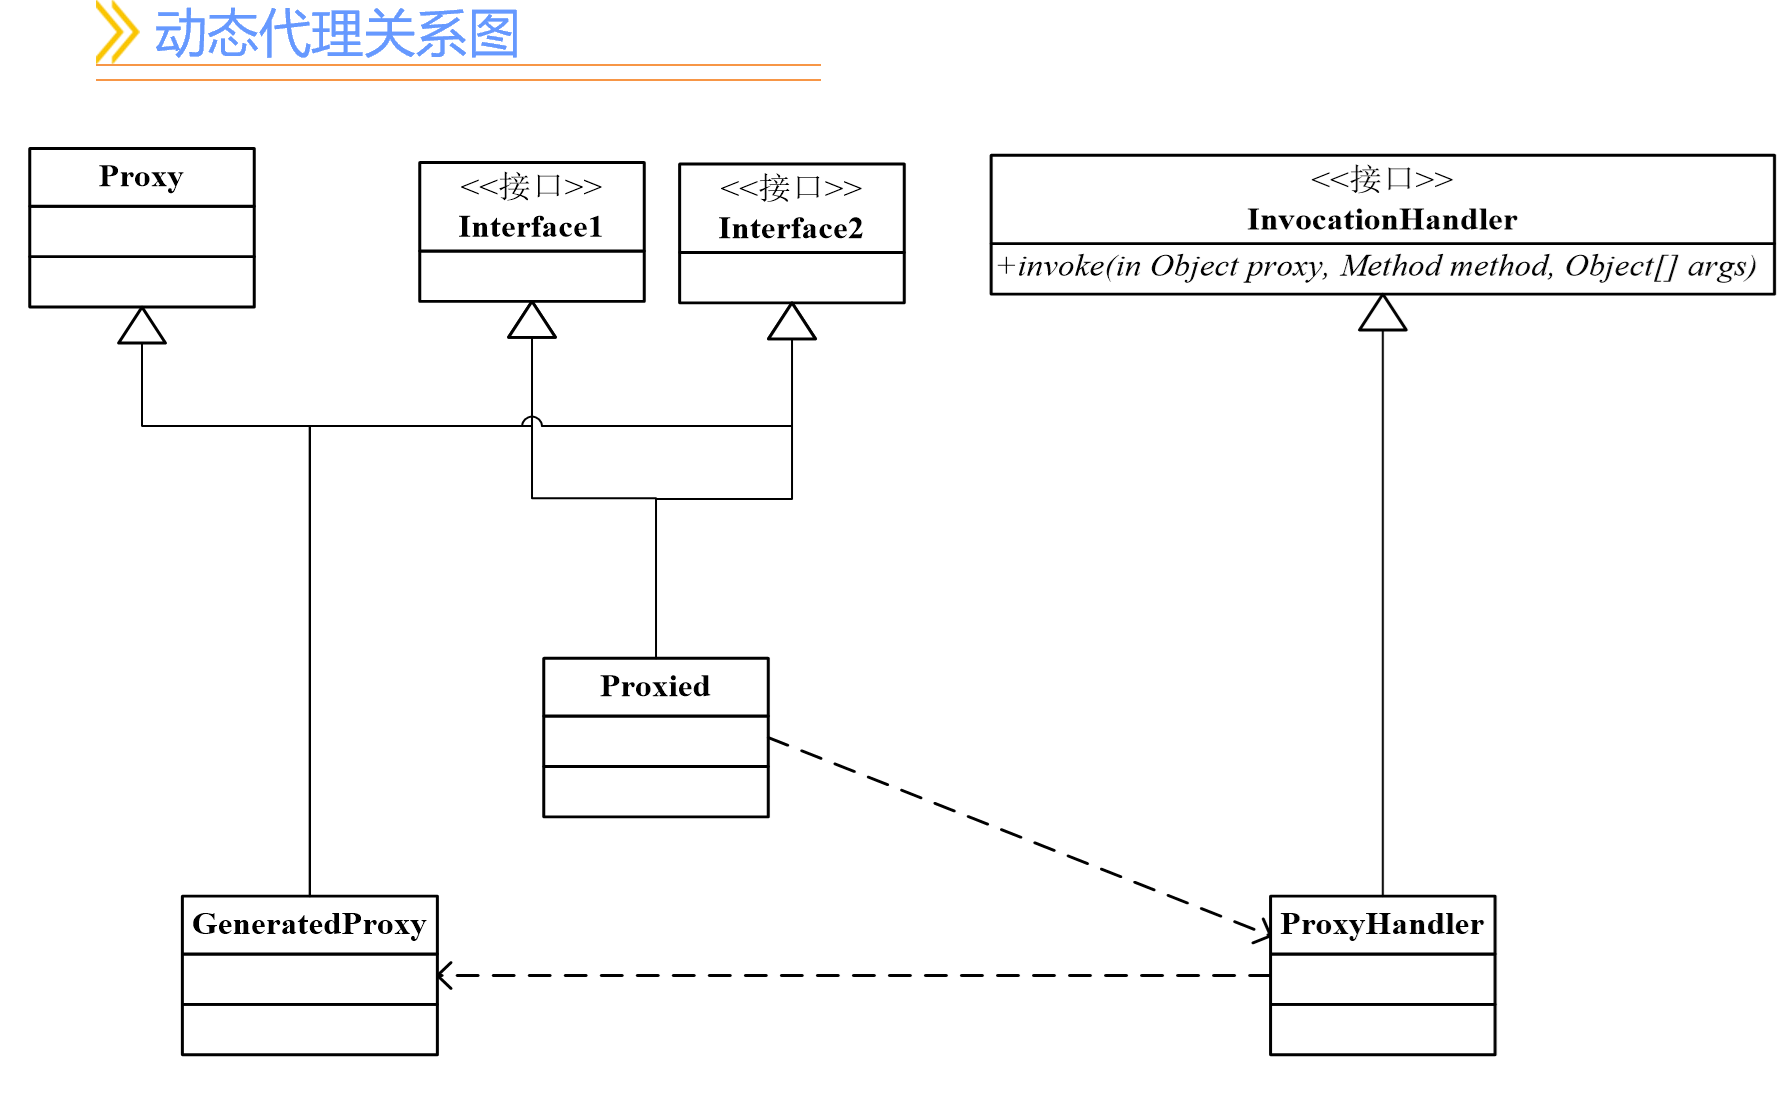 动态代理关系图
Proxy
<<接口>>
Interface1
<<接口>>
Interface2
<<接口>>
InvocationHandler
+invoke(in Object proxy, Method method, Object[] args)
Proxied
GeneratedProxy
ProxyHandler